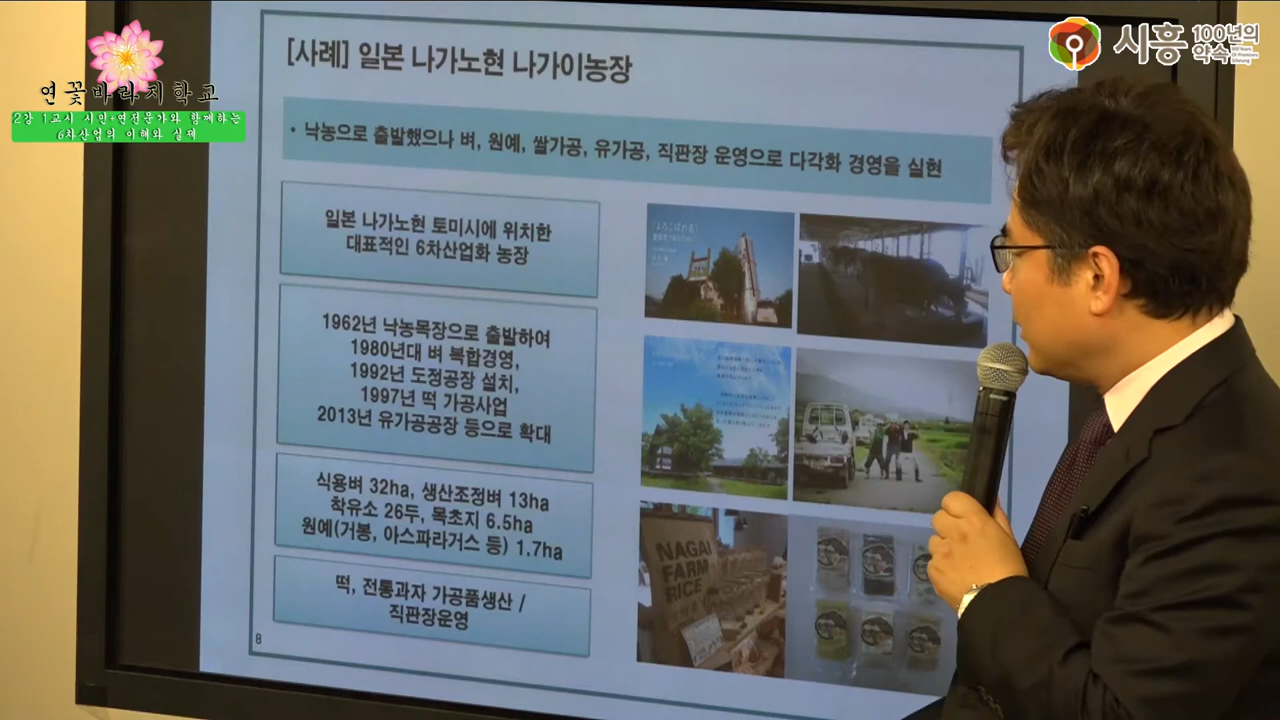 연꽃바라지학교
2강 1교시 시민+연전문가와 함께하는
6차산업의 이해와 실제
시흥 100년의
약속
[사례] 일본 나가노현 나가이농장
• 낙농으로 출발했으나 벼, 원예, 쌀가공, 유가공, 직판장 운영으로 다각화 경영을 실현
일본 나가노현 토미시에 위치한
대표적인 6차산업화 농장
1962년 낙농목장으로 출발하여
1980년대 벼 복합경영,
1992년 도정공장 설치,
1997년 떡 가공사업
2013년 유가공공장 등으로 확대
식용벼 32ha, 생산조정벼 13ha
착유소 26두, 목초지 6.5ha
원예(거봉, 아스파라거스 등) 1.7ha
떡, 전통과자 가공품생산 /
직판장운영
NAGAI
FARM
RICE
8